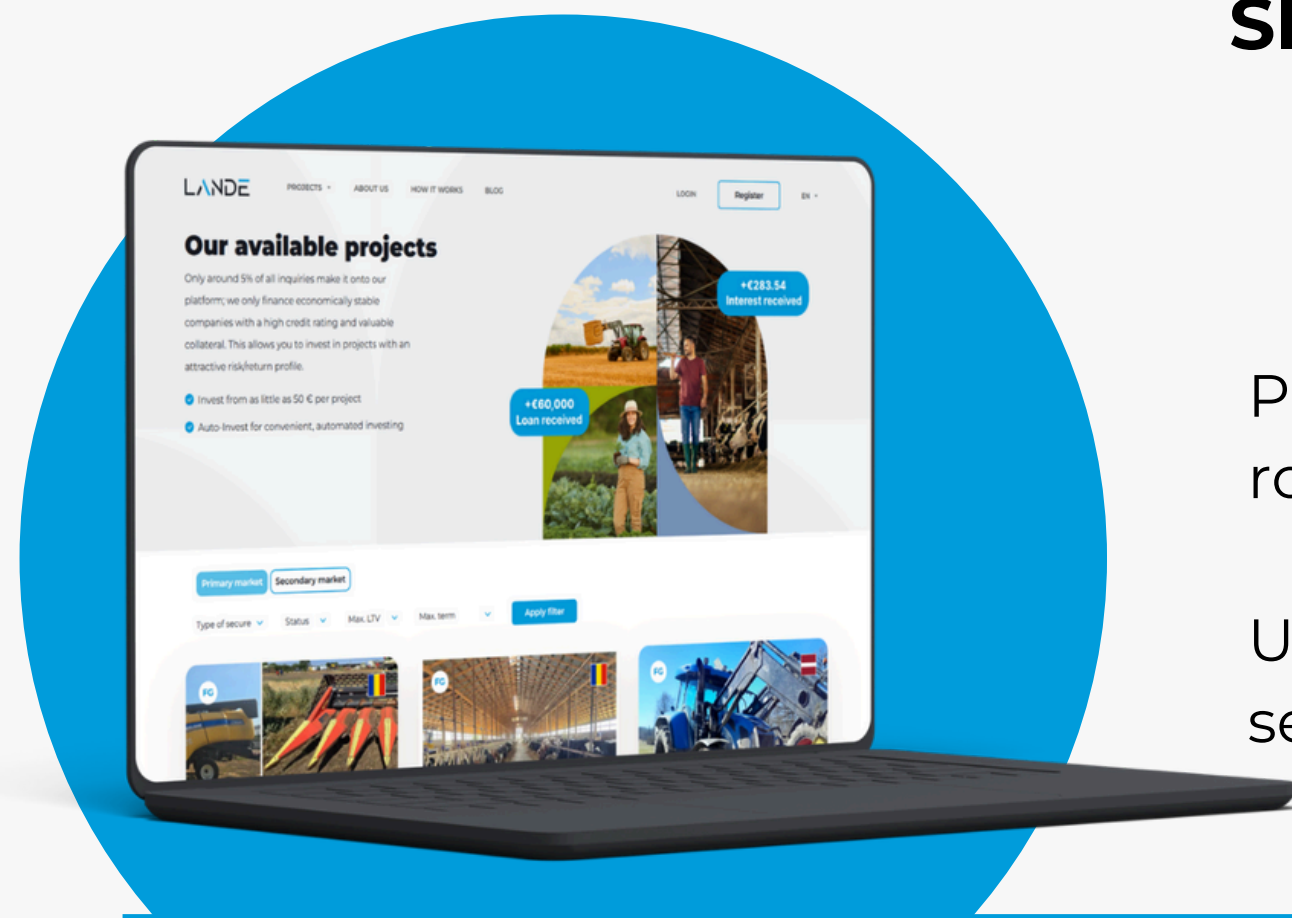 LANDE
PROJECTS
ABOUT US
HOW IT WORKS
BLOG
LOGIN
Register
EN
Our available projects
Only around 5% of all inquiries make it onto our
platform; we only finance economically stable
companies with a high credit rating and valuable
collateral. This allows you to invest in projects with an
attractive risk/return profile.
Invest from as little as 50 € per project
Auto-Invest for convenient, automated investing
+€283.54
Interest received
+€60,000
Loan received
Primary market
Secondary market
Type of secure
Status
Max. LTV
Max. term
Apply filter
FG
FG
FG
P
ro
U
se